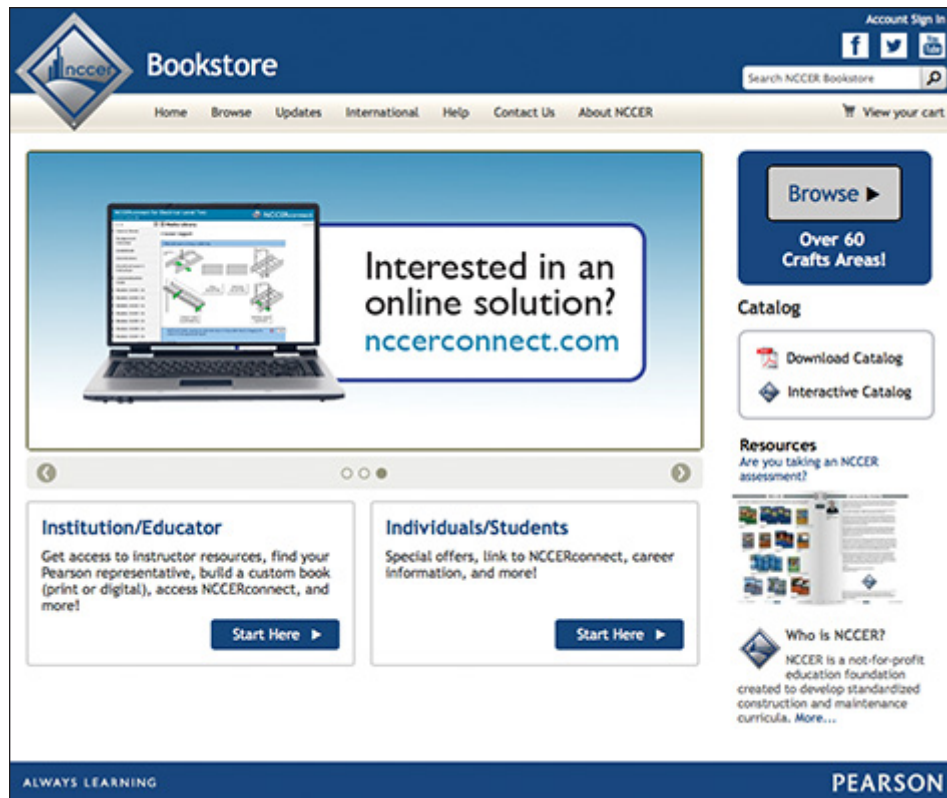 Account Sign In
nccer
Bookstore
f
You
Tube
Search NCCER Bookstore
Home Browse Updates International Help Contact Us About NCCER
View your cart
NCCERconnect
Interested in an
online solution?
nccerconnect.com
Browse
Over 60
Crafts Areas!
Catalog
Download Catalog
Interactive Catalog
Resources
Are you taking an NCCER
assessment?
Institution/Educator
Get access to instructor resources, find your
Pearson representative, build a custom book
(print or digital), access NCCERconnect, and
more!
Start Here
Individuals/Students
Special offers, link to NCCERconnect, career
information, and more!
Start Here
Who is NCCER?
NCCER is a not-for-profit
education foundation
created to develop standardized
construction and maintenance
curricula. More...
ALWAYS LEARNING
PEARSON